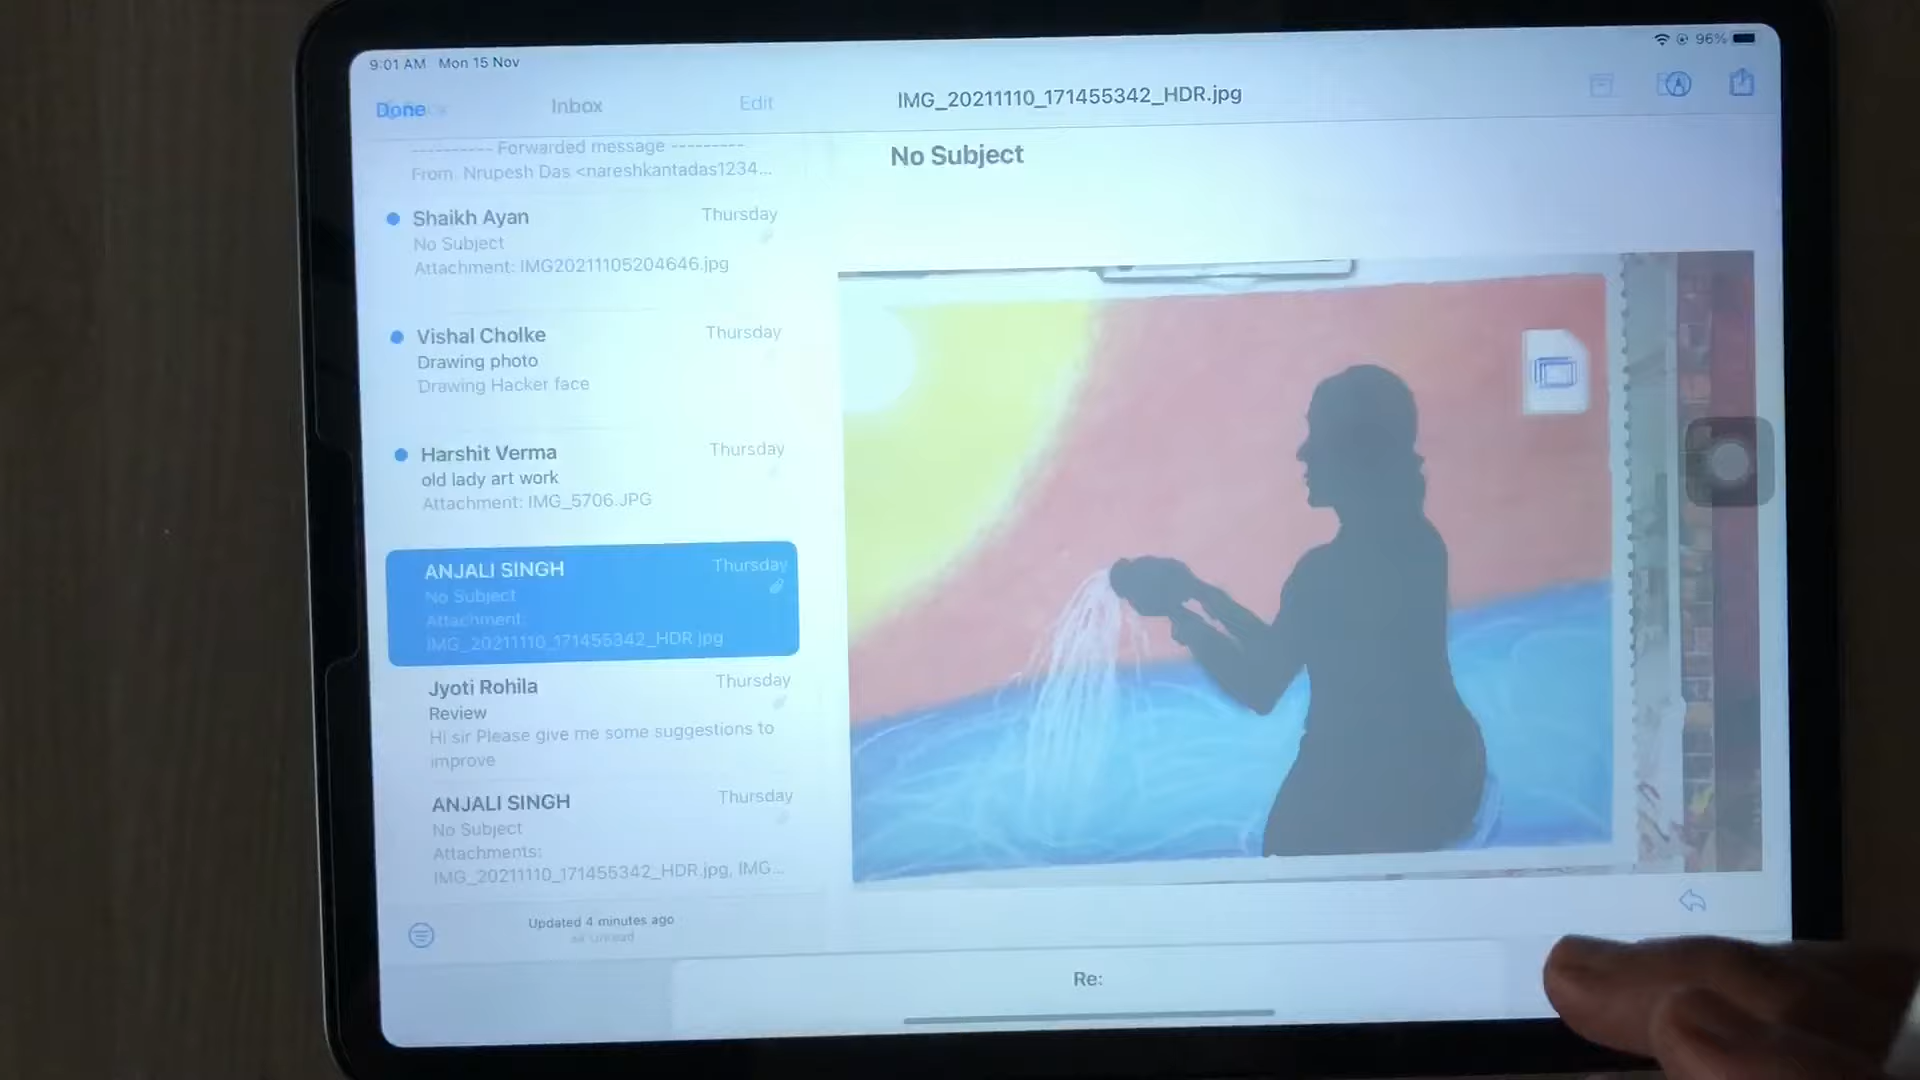 9:01 AM Mon 15 Nov
96%
Done
Inbox
Edit
IMG_20211110_171455342_HDR.jpg
---------- Forwarded message ---------
From: Nrupesh Das <nareshkantadas1234...
Shaikh Ayan
Thursday
No Subject
Attachment: IMG20211105204646.jpg
Vishal Cholke
Thursday
Drawing photo
Drawing Hacker face
Harshit Verma
Thursday
old lady art work
Attachment: IMG_5706.JPG
ANJALI SINGH
Thursday
No Subject
Attachment:
IMG_20211110_171455342_HDR.jpg
Jyoti Rohila
Thursday
Review
Hi sir Please give me some suggestions to
improve
ANJALI SINGH
Thursday
No Subject
Attachments:
IMG_20211110_171455342_HDR.jpg, IMG...
Updated 4 minutes ago
Unread
No Subject
Re: